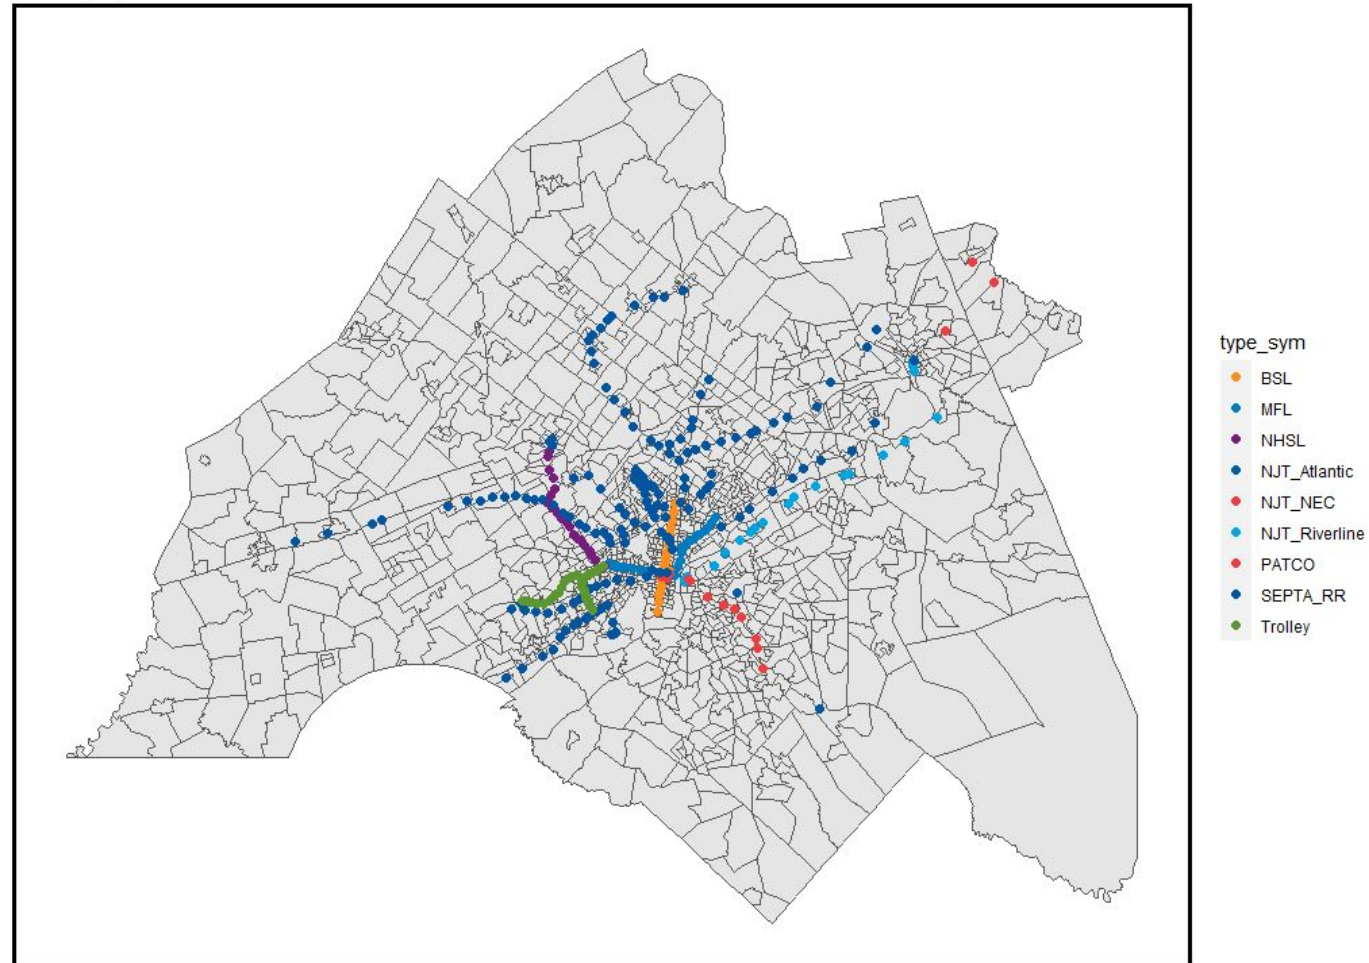 type_sym
BSL
MFL
NHSL
NJT_Atlantic
NJT_NEC
NJT_Riverline
PATCO
SEPTA_RR
Trolley